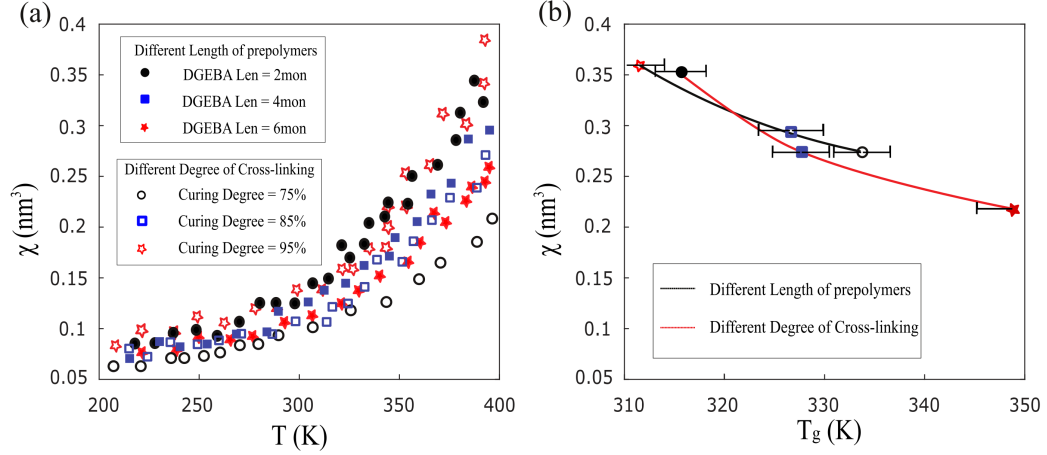 (a)
χ (nm³)
0.4
0.35
0.3
0.25
0.2
0.15
0.1
0.05
Different Length of prepolymers
DGEBA Len = 2mon
DGEBA Len = 4mon
DGEBA Len = 6mon
Different Degree of Cross-linking
Curing Degree = 75%
Curing Degree = 85%
Curing Degree = 95%
200 250 300 350 400
T (K)
(b)
χ (nm³)
0.4
0.35
0.3
0.25
0.2
0.15
0.1
0.05
Different Length of prepolymers
Different Degree of Cross-linking
310 320 330 340 350
Tg (K)